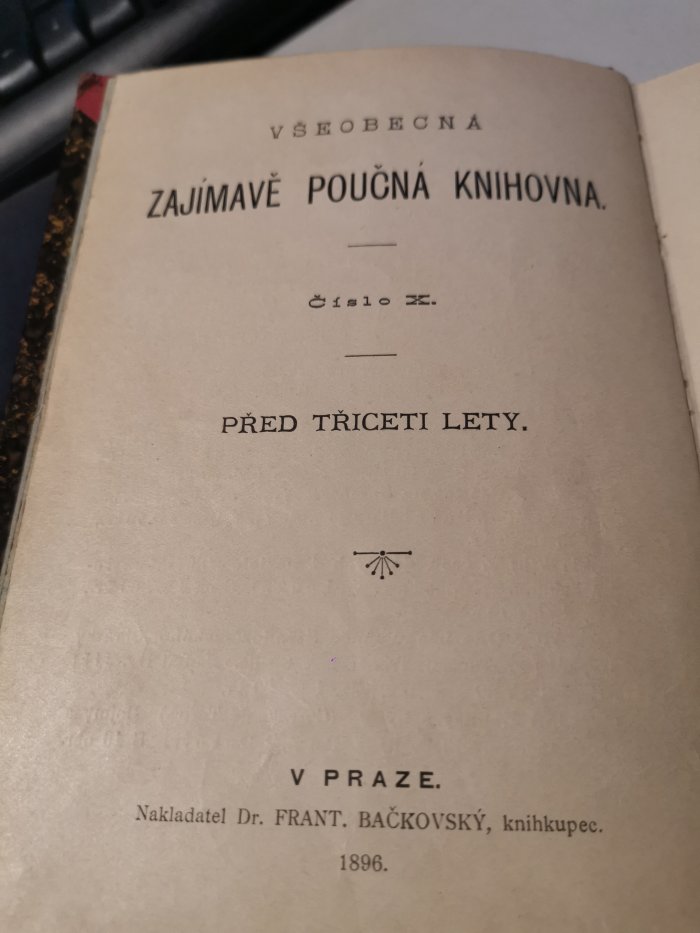 VŠEOBECNÁ
ZAJÍMAVĚ POUČNÁ KNIHOVNA.
Číslo X.
PŘED TŘICETI LETY.
V PRAZE.
Nakladatel Dr. FRANT. BAČKOVSKÝ, knihkupec.
1896.